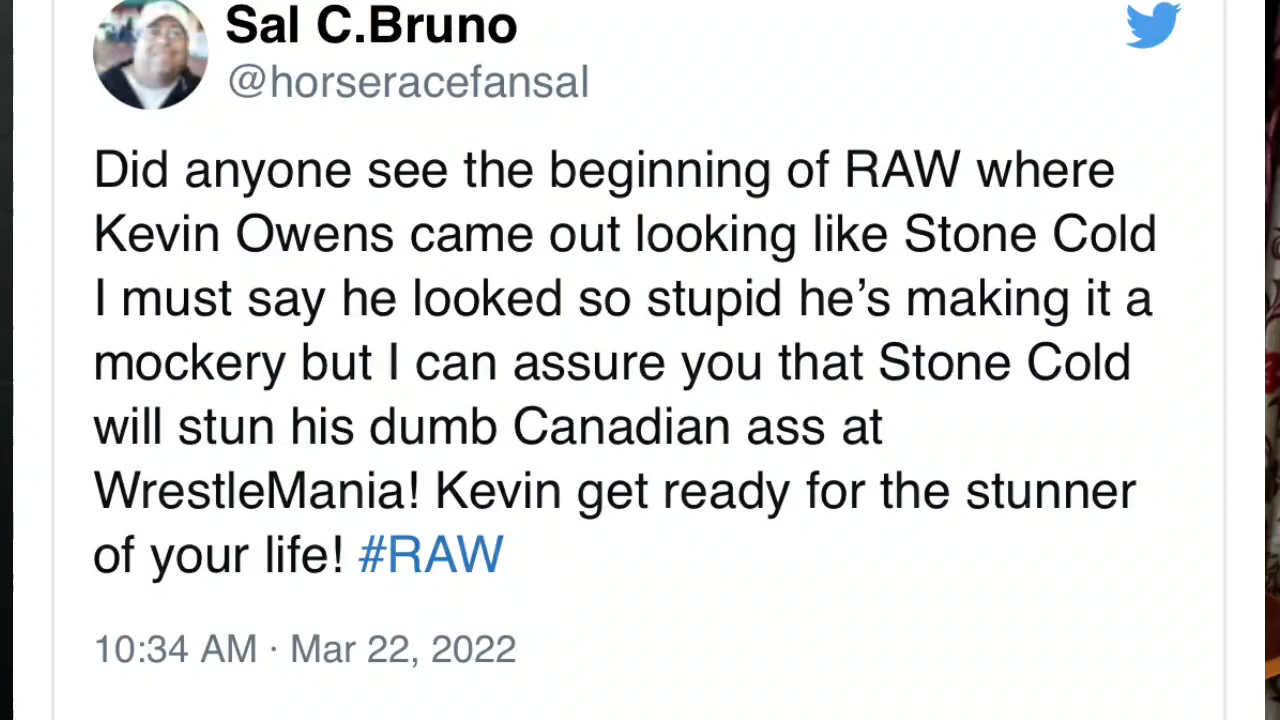 Sal C.Bruno
@horseracefansal
Did anyone see the beginning of RAW where
Kevin Owens came out looking like Stone Cold
I must say he looked so stupid he’s making it a
mockery but I can assure you that Stone Cold
will stun his dumb Canadian ass at
WrestleMania! Kevin get ready for the stunner
of your life! #RAW
10:34 AM · Mar 22, 2022